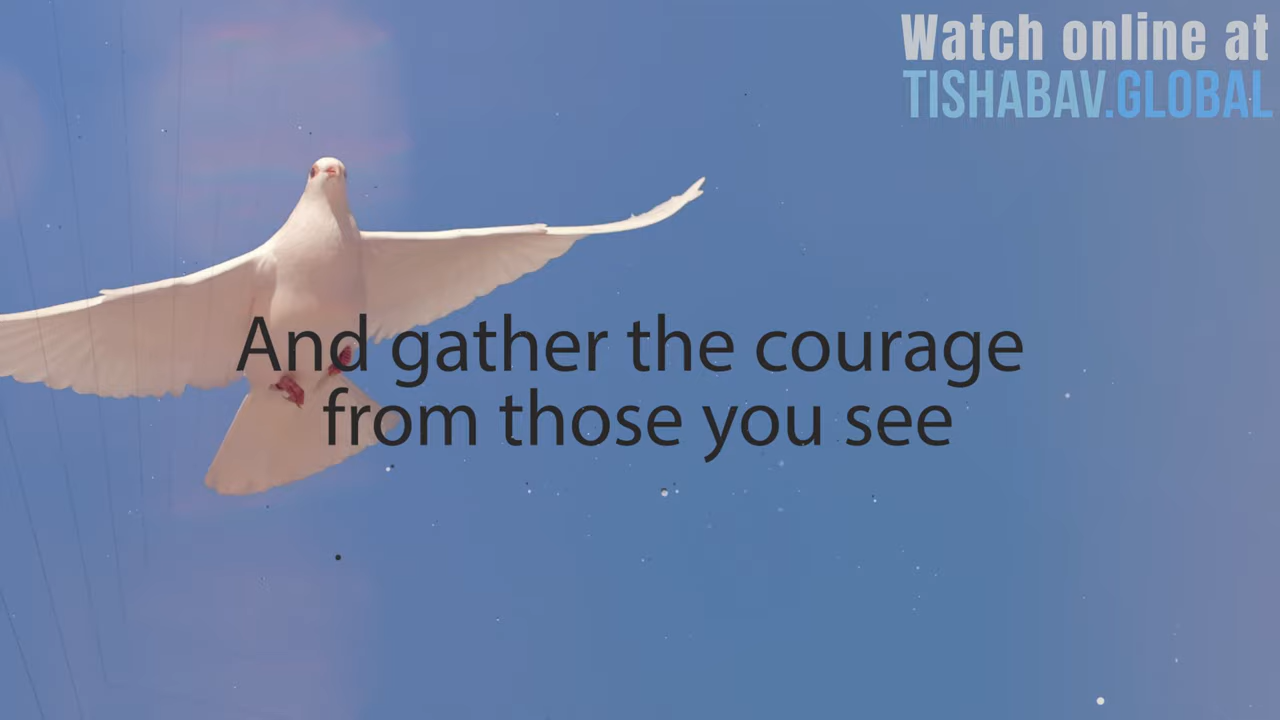 Watch online at
TISHABAV.GLOBAL
And gather the courage
from those you see